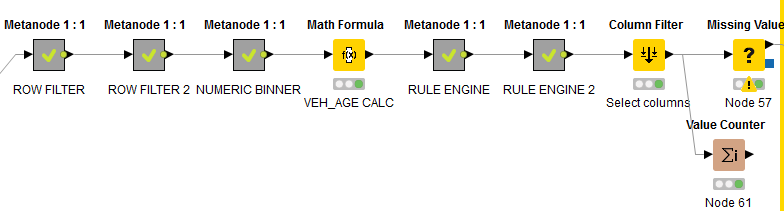 Metanode 1 : 1 Metanode 1 : 1 Metanode 1 : 1 Math Formula Metanode 1 : 1 Metanode 1 : 1 Column Filter Missing Value
f(x) ?
ROW FILTER ROW FILTER 2 NUMERIC BINNER VEH_AGE CALC RULE ENGINE RULE ENGINE 2 Select columns Node 57
Value Counter
Σi
Node 61